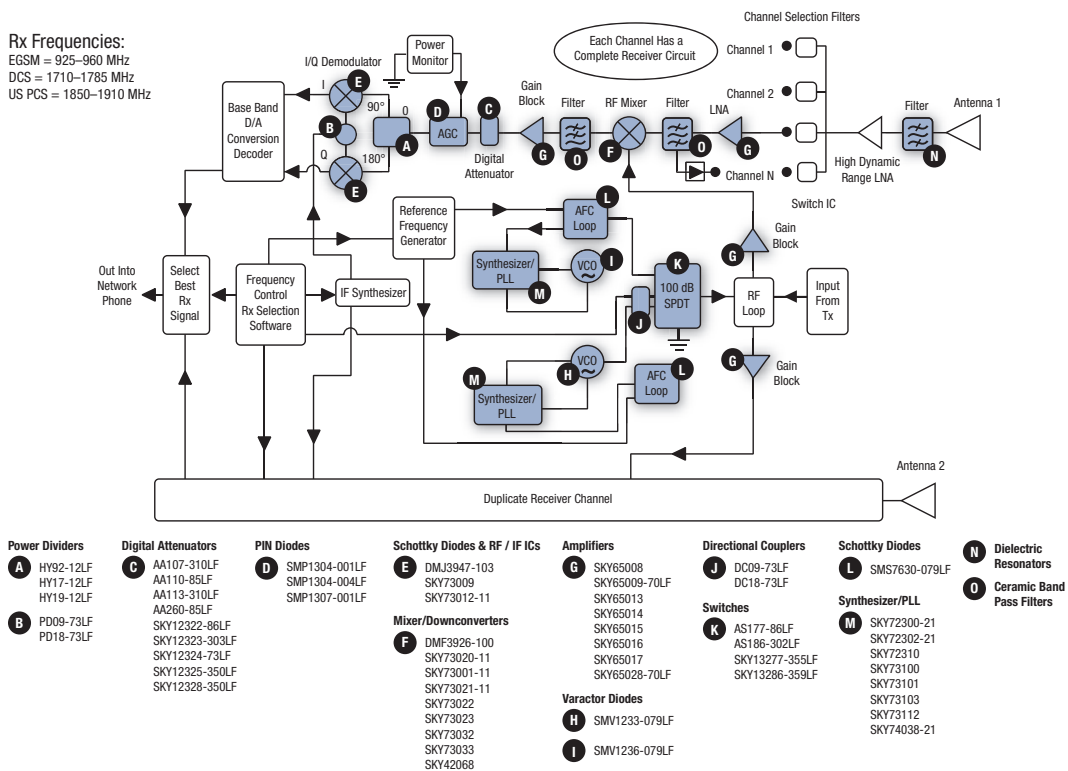 Rx Frequencies:
EGSM = 925–960 MHz
DCS = 1710–1785 MHz
US PCS = 1850–1910 MHz
Channel Selection Filters
Each Channel Has a
Complete Receiver Circuit
Channel 1
Channel 2
Channel N
Power
Monitor
I/Q Demodulator
I
E
90°
0
B
Q
180°
E
A
Base Band
D/A
Conversion
Decoder
D
AGC
C
Digital
Attenuator
Gain
Block
G
Filter
O
RF Mixer
F
Filter
O
LNA
G
High Dynamic
Range LNA
Filter
N
Antenna 1
Switch IC
Reference
Frequency
Generator
AFC
Loop
L
Synthesizer/
PLL
M
VCO
I
K
100 dB
SPDT
J
Gain
Block
G
RF
Loop
Input
From
Tx
G
Gain
Block
Out Into
Network
Phone
Select
Best
Rx
Signal
Frequency
Control
Rx Selection
Software
IF Synthesizer
M
Synthesizer/
PLL
VCO
H
AFC
Loop
L
Antenna 2
Duplicate Receiver Channel
Power Dividers
A
HY92-12LF
HY17-12LF
HY19-12LF
B
PD09-73LF
PD18-73LF
Digital Attenuators
C
AA107-310LF
AA110-85LF
AA113-310LF
AA260-85LF
SKY12322-86LF
SKY12323-303LF
SKY12324-73LF
SKY12325-350LF
SKY12328-350LF
PIN Diodes
D
SMP1304-001LF
SMP1304-004LF
SMP1307-001LF
Schottky Diodes & RF / IF ICs
E
DMJ3947-103
SKY73009
SKY73012-11
Mixer/Downconverters
F
DMF3926-100
SKY73020-11
SKY73001-11
SKY73021-11
SKY73022
SKY73023
SKY73032
SKY73033
SKY42068
Amplifiers
G
SKY65008
SKY65009-70LF
SKY65013
SKY65014
SKY65015
SKY65016
SKY65017
SKY65028-70LF
Varactor Diodes
H
SMV1233-079LF
I
SMV1236-079LF
Directional Couplers
J
DC09-73LF
DC18-73LF
Switches
K
AS177-86LF
AS186-302LF
SKY13277-355LF
SKY13286-359LF
Schottky Diodes
L
SMS7630-079LF
Synthesizer/PLL
M
SKY72300-21
SKY72302-21
SKY72310
SKY73100
SKY73101
SKY73103
SKY73112
SKY74038-21
N
Dielectric
Resonators
O
Ceramic Band
Pass Filters